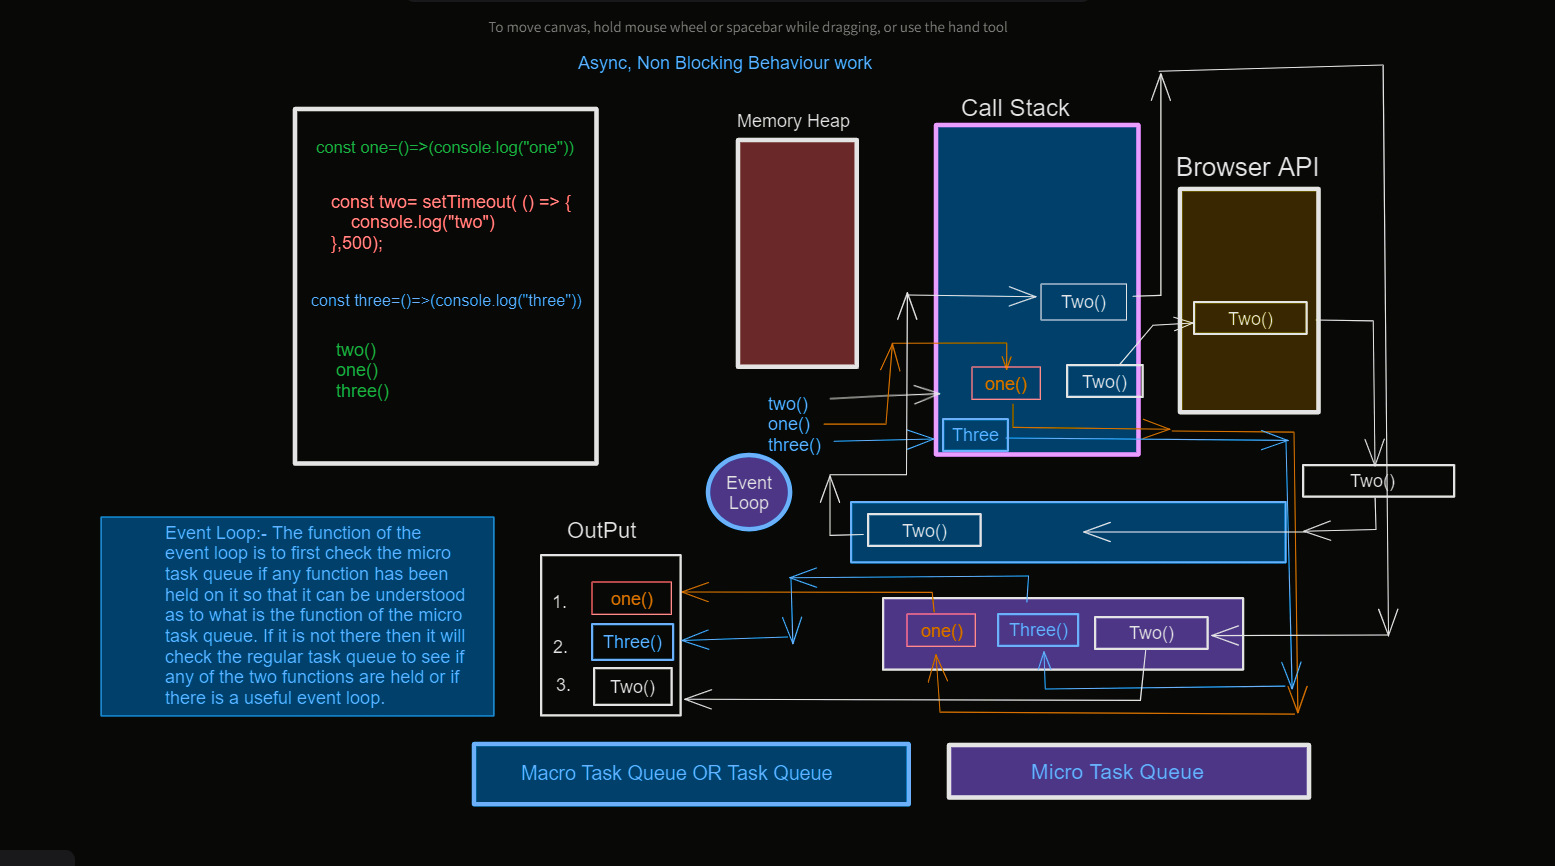 To move canvas, hold mouse wheel or spacebar while dragging, or use the hand tool
Async, Non Blocking Behaviour work
const one=()=>(console.log("one"))
const two= setTimeout( () => {
console.log("two")
},500);
const three=()=>(console.log("three"))
two()
one()
three()
Memory Heap
Call Stack
Two()
one()
Two()
Three
Browser API
Two()
two()
one()
three()
Event
Loop
Two()
Two()
Event Loop:- The function of the
event loop is to first check the micro
task queue if any function has been
held on it so that it can be understood
as to what is the function of the micro
task queue. If it is not there then it will
check the regular task queue to see if
any of the two functions are held or if
there is a useful event loop.
OutPut
1. one()
2. Three()
3. Two()
one()
Three()
Two()
Macro Task Queue OR Task Queue
Micro Task Queue